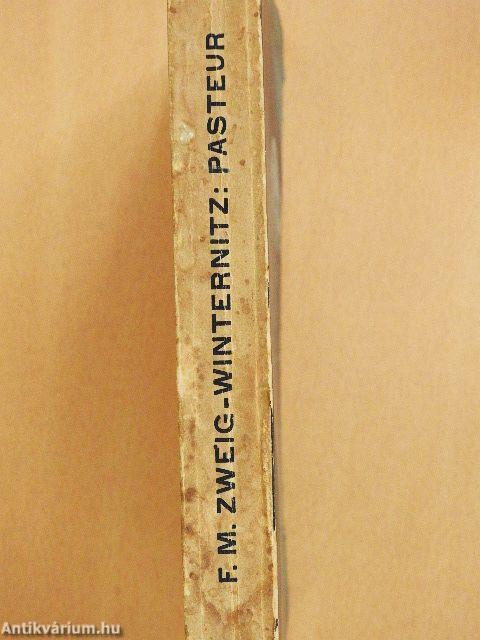 F. M. ZWEIG-WINTERNITZ: PASTEUR
Antikvárium.hu